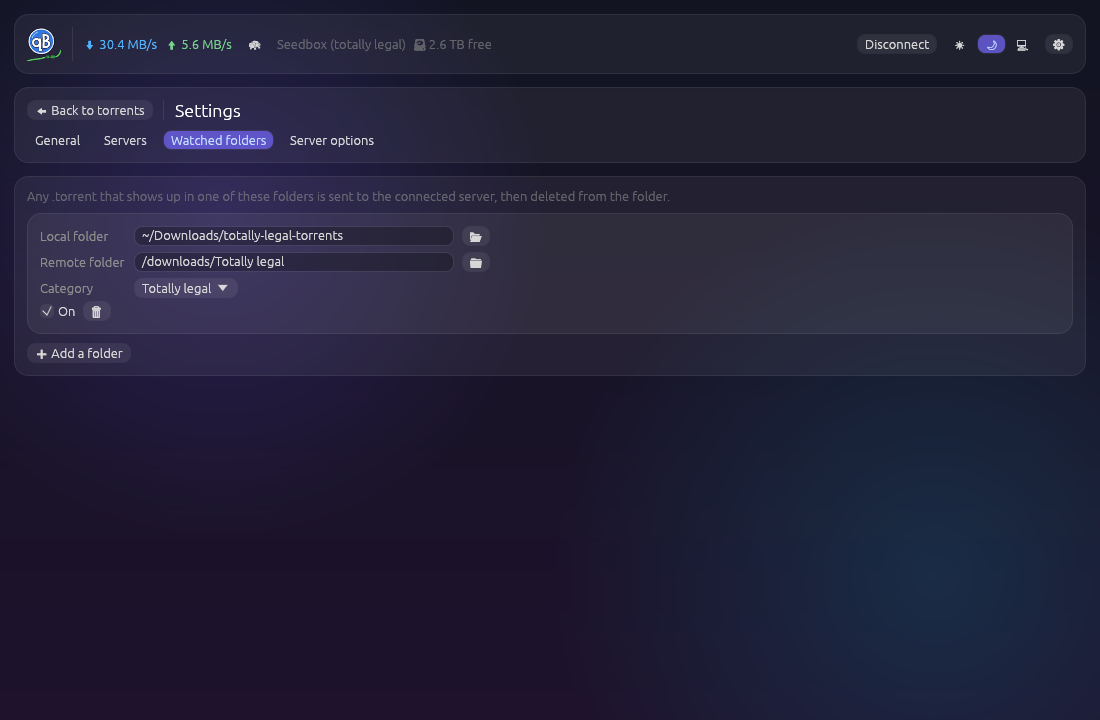 qB
30.4 MB/s 5.6 MB/s Seedbox (totally legal) 2.6 TB free Disconnect
Back to torrents Settings
General Servers Watched folders Server options
Any .torrent that shows up in one of these folders is sent to the connected server, then deleted from the folder.
Local folder ~/Downloads/totally-legal-torrents
Remote folder /downloads/Totally legal
Category Totally legal
On
Add a folder